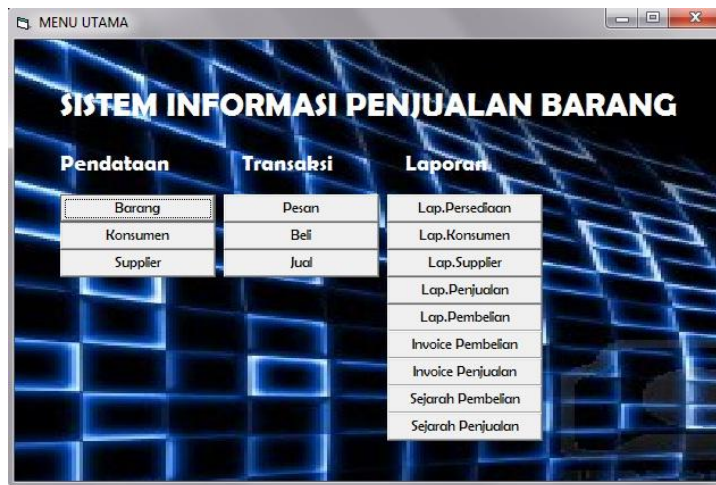 MENU UTAMA
SISTEM INFORMASI PENJUALAN BARANG
Pendataan Transaksi Laporan
Barang Pesan Lap.Persediaan
Konsumen Beli Lap.Konsumen
Supplier Jual Lap.Supplier
Lap.Penjualan
Lap.Pembelian
Invoice Pembelian
Invoice Penjualan
Sejarah Pembelian
Sejarah Penjualan